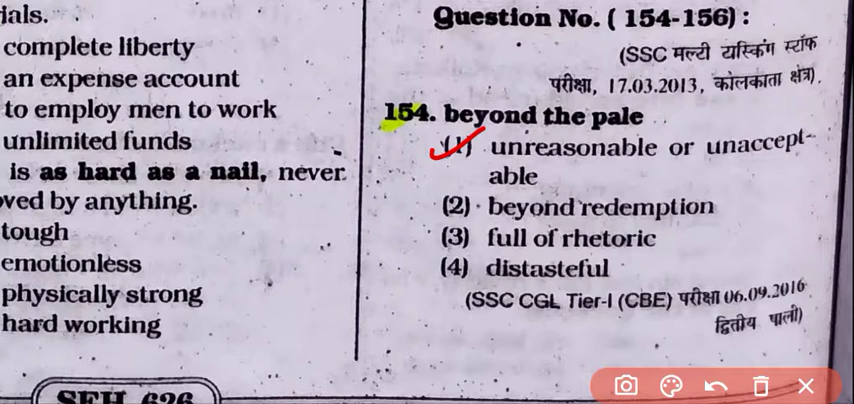 ials.
complete liberty
an expense account
to employ men to work
unlimited funds
is as hard as a nail, never
ved by anything.
tough
emotionless
physically strong
hard working
SEH 626
Question No. ( 154-156) :
(SSC मल्टी टास्किंग स्टॉफ
परीक्षा, 17.03.2013, कोलकाता क्षेत्र)
154. beyond the pale
(1) unreasonable or unaccept-
able
(2) beyond redemption
(3) full of rhetoric
(4) distasteful
(SSC CGL Tier-I (CBE) परीक्षा 06.09.2016
द्वितीय पाली)